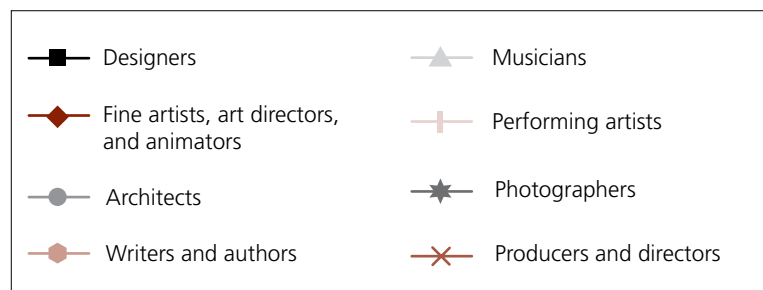 Designers
Fine artists, art directors,
and animators
Architects
Writers and authors
Musicians
Performing artists
Photographers
Producers and directors